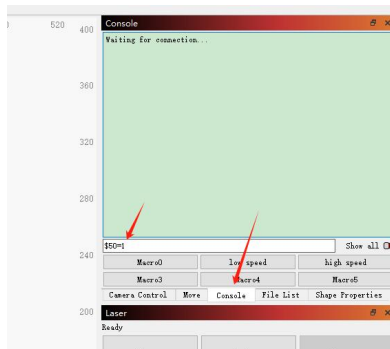 520
400
Console
Waiting for connection...
360
320
280
$50=1
Show all
240
Macro0 low speed high speed
Macro3 Macro4 Macro5
Camera Control Move Console File List Shape Properties
200
Laser
Ready